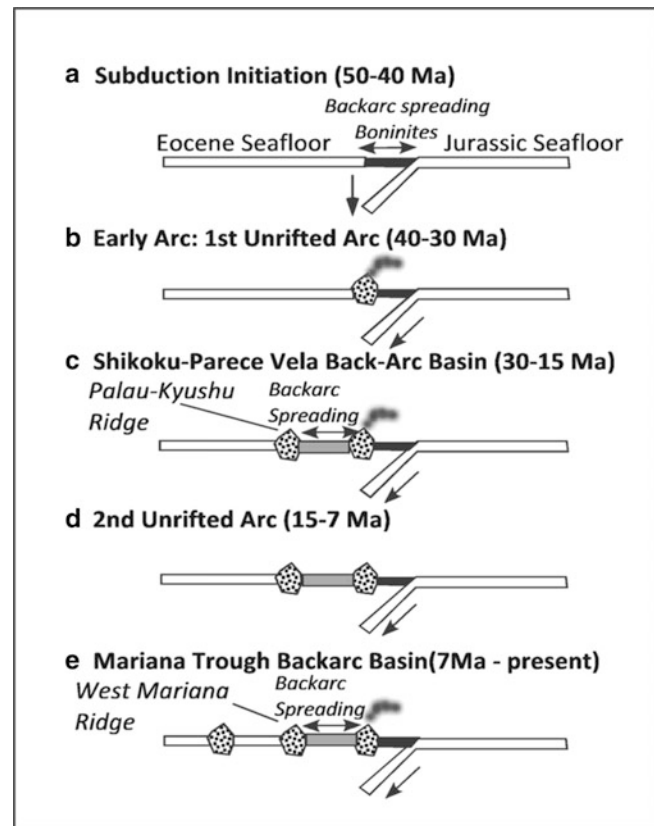 a Subduction Initiation (50-40 Ma)
Backarc spreading
Boninites
Eocene Seafloor
Jurassic Seafloor
b Early Arc: 1st Unrifted Arc (40-30 Ma)
c Shikoku-Parece Vela Back-Arc Basin (30-15 Ma)
Palau-Kyushu
Ridge
Backarc
Spreading
d 2nd Unrifted Arc (15-7 Ma)
e Mariana Trough Backarc Basin(7Ma - present)
West Mariana
Ridge
Backarc
Spreading